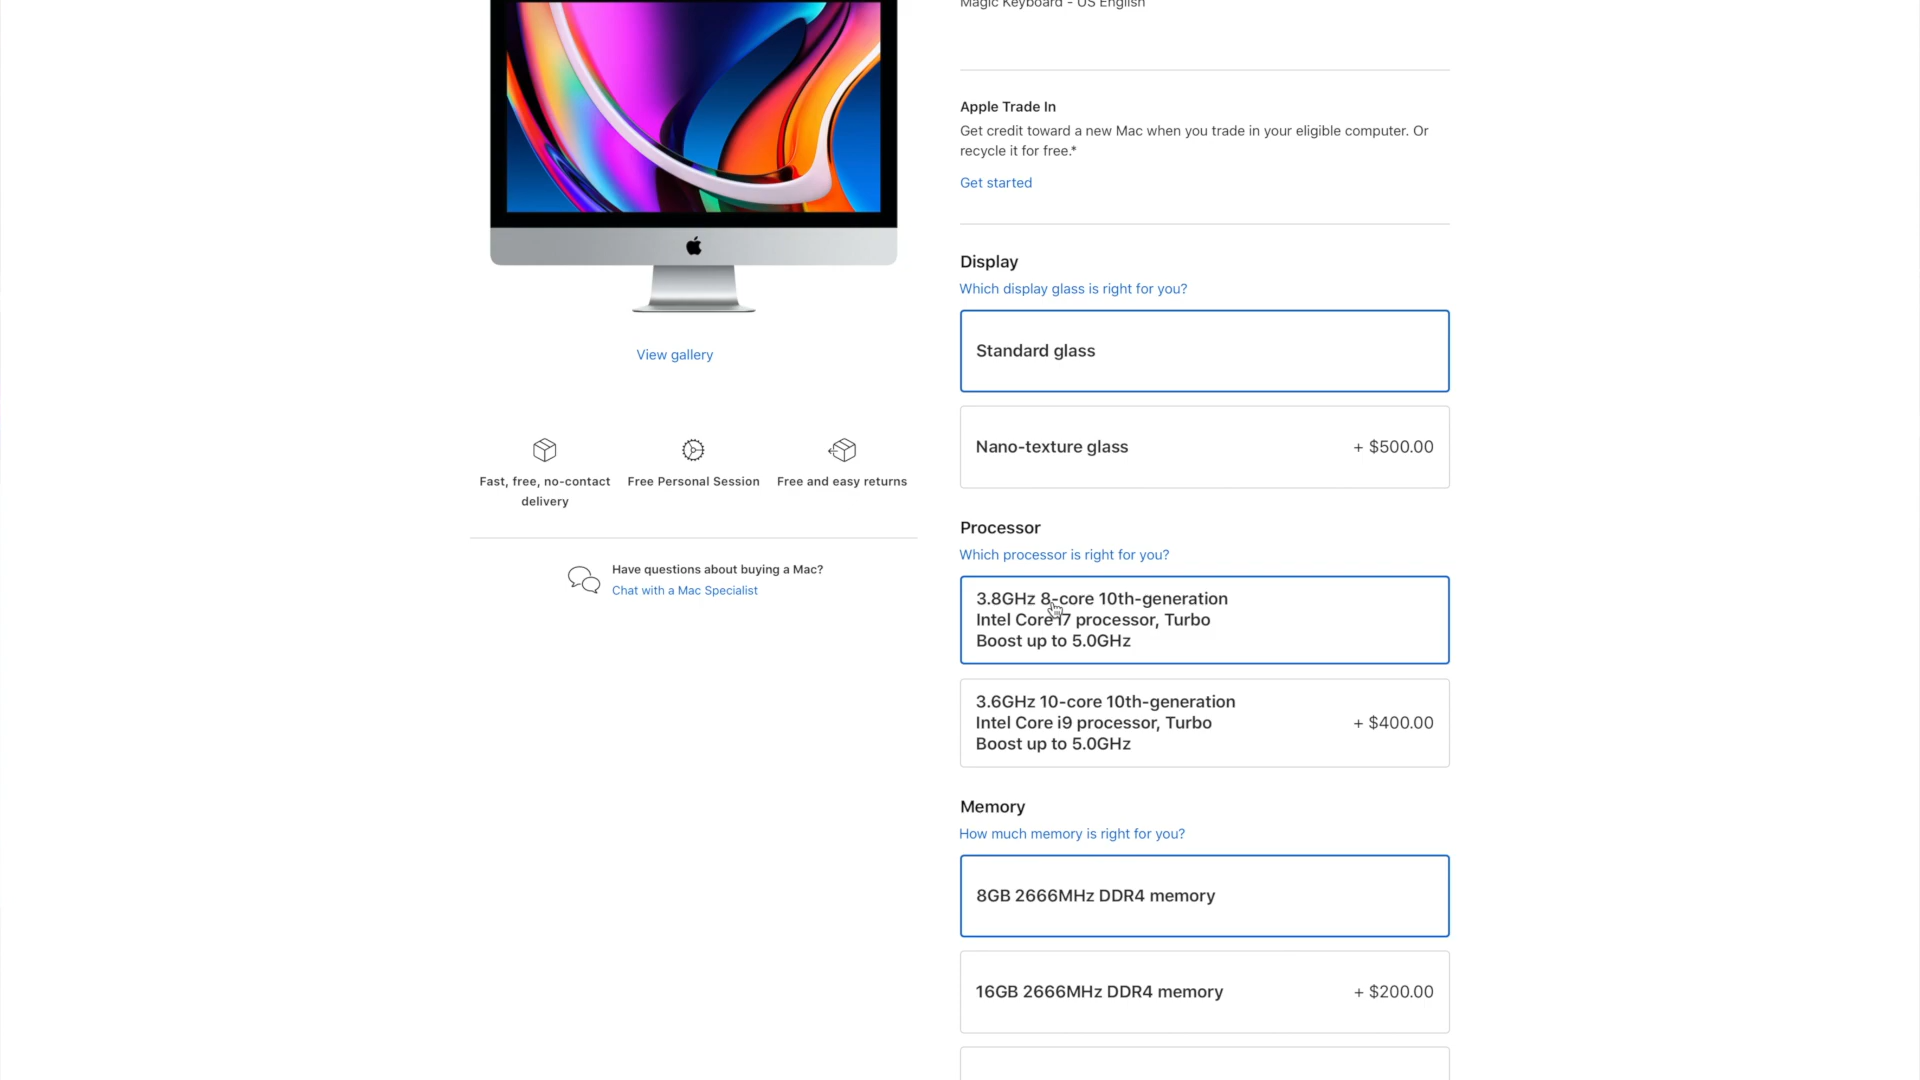 Magic Keyboard - US English
Apple Trade In
Get credit toward a new Mac when you trade in your eligible computer. Or
recycle it for free.*
Get started
Display
Which display glass is right for you?
Standard glass
Nano-texture glass + $500.00
Processor
Which processor is right for you?
3.8GHz 8-core 10th-generation
Intel Core i7 processor, Turbo
Boost up to 5.0GHz
3.6GHz 10-core 10th-generation
Intel Core i9 processor, Turbo + $400.00
Boost up to 5.0GHz
Memory
How much memory is right for you?
8GB 2666MHz DDR4 memory
16GB 2666MHz DDR4 memory + $200.00
View gallery
Fast, free, no-contact
delivery
Free Personal Session
Free and easy returns
Have questions about buying a Mac?
Chat with a Mac Specialist